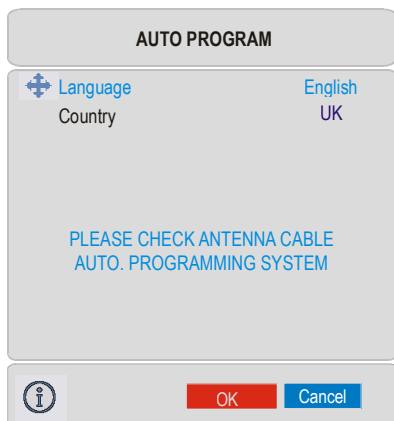 AUTO PROGRAM
Language English
Country UK
PLEASE CHECK ANTENNA CABLE
AUTO. PROGRAMMING SYSTEM
i OK Cancel